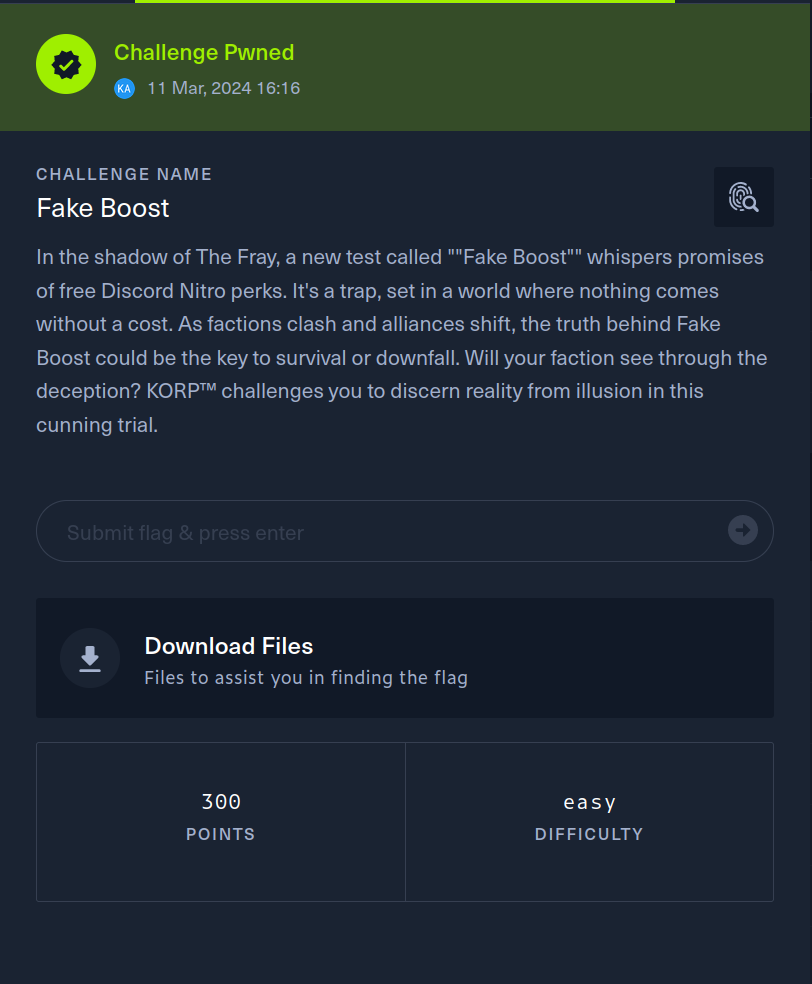 Challenge Pwned
KA 11 Mar, 2024 16:16
CHALLENGE NAME
Fake Boost
In the shadow of The Fray, a new test called ""Fake Boost"" whispers promises
of free Discord Nitro perks. It's a trap, set in a world where nothing comes
without a cost. As factions clash and alliances shift, the truth behind Fake
Boost could be the key to survival or downfall. Will your faction see through the
deception? KORP™ challenges you to discern reality from illusion in this
cunning trial.
Submit flag & press enter
Download Files
Files to assist you in finding the flag
300
POINTS
easy
DIFFICULTY